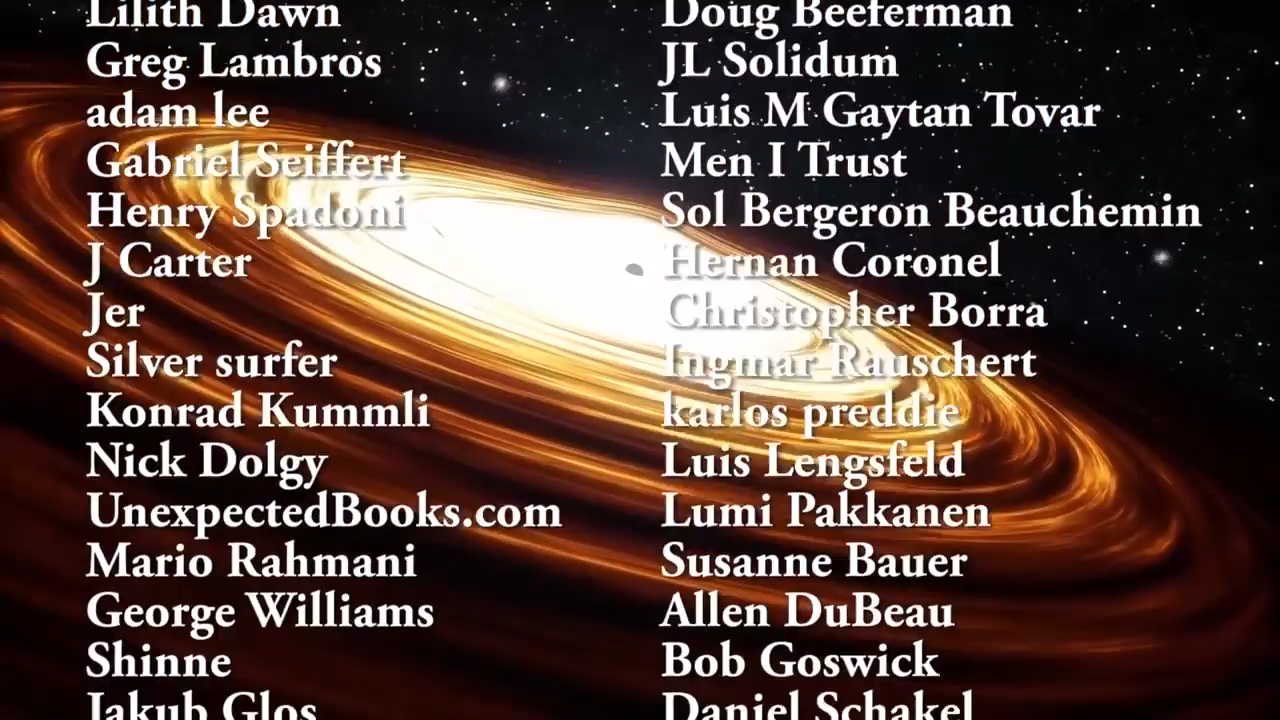 Lilith Dawn
Greg Lambros
adam lee
Gabriel Seiffert
Henry Spadoni
J Carter
Jer
Silver surfer
Konrad Kummli
Nick Dolgy
UnexpectedBooks.com
Mario Rahmani
George Williams
Shinne
Jakub Glos
Doug Beeferman
JL Solidum
Luis M Gaytan Tovar
Men I Trust
Sol Bergeron Beauchemin
Hernan Coronel
Christopher Borra
Ingmar Rauschert
karlos preddie
Luis Lengsfeld
Lumi Pakkanen
Susanne Bauer
Allen DuBeau
Bob Goswick
Daniel Schakel